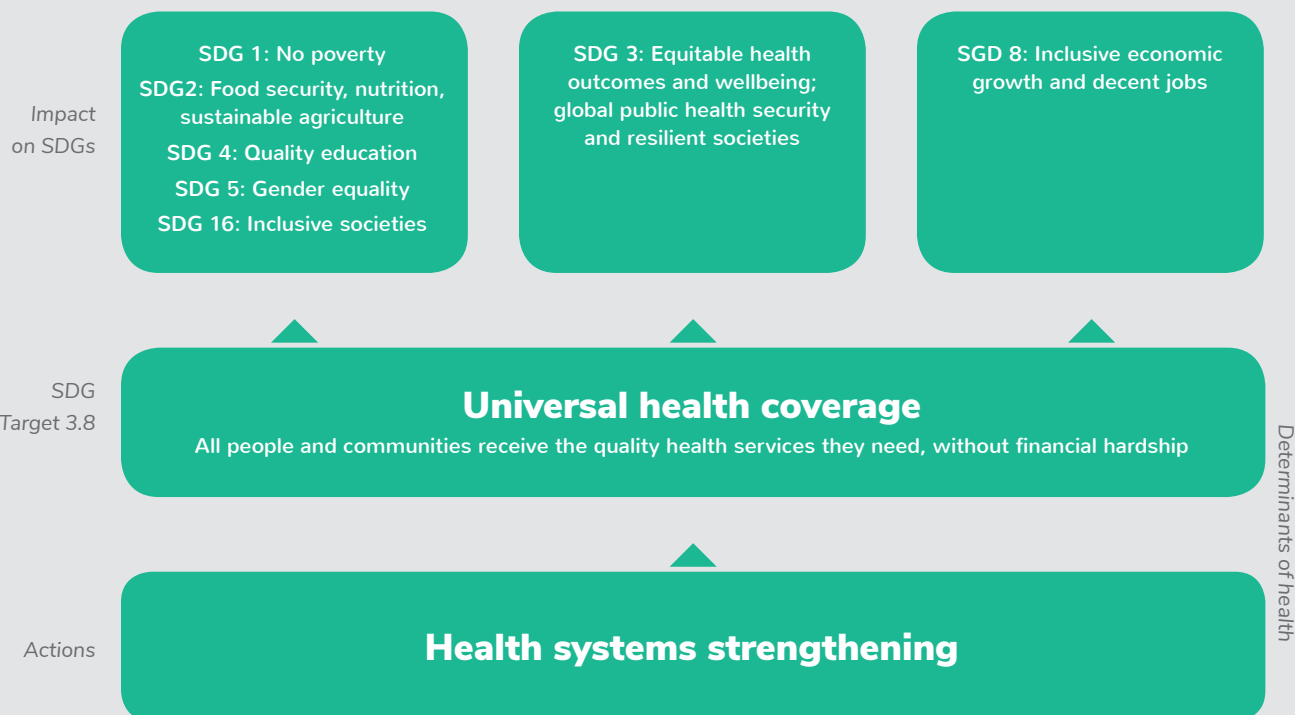 Impact
on SDGs
SDG 1: No poverty
SDG2: Food security, nutrition,
sustainable agriculture
SDG 4: Quality education
SDG 5: Gender equality
SDG 16: Inclusive societies
SDG 3: Equitable health
outcomes and wellbeing;
global public health security
and resilient societies
SGD 8: Inclusive economic
growth and decent jobs
SDG
Target 3.8
Universal health coverage
All people and communities receive the quality health services they need, without financial hardship
Determinants of health
Actions
Health systems strengthening